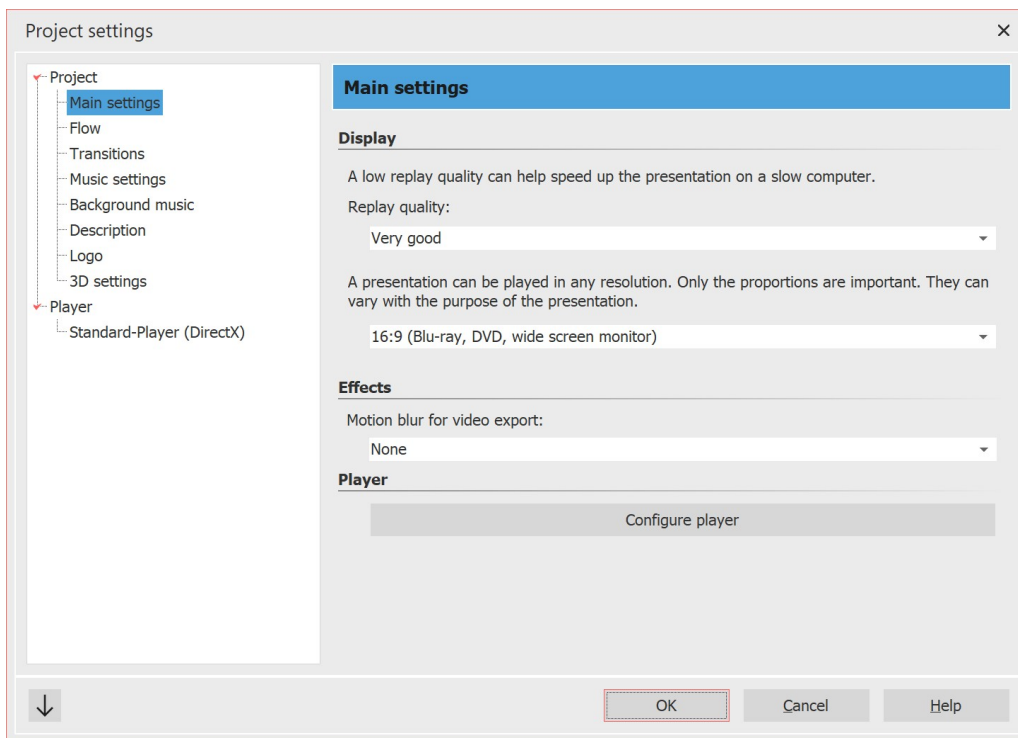 Project settings
Project
Main settings
Flow
Transitions
Music settings
Background music
Description
Logo
3D settings
Player
Standard-Player (DirectX)
Main settings
Display
A low replay quality can help speed up the presentation on a slow computer.
Replay quality:
Very good
A presentation can be played in any resolution. Only the proportions are important. They can
vary with the purpose of the presentation.
16:9 (Blu-ray, DVD, wide screen monitor)
Effects
Motion blur for video export:
None
Player
Configure player
OK
Cancel
Help